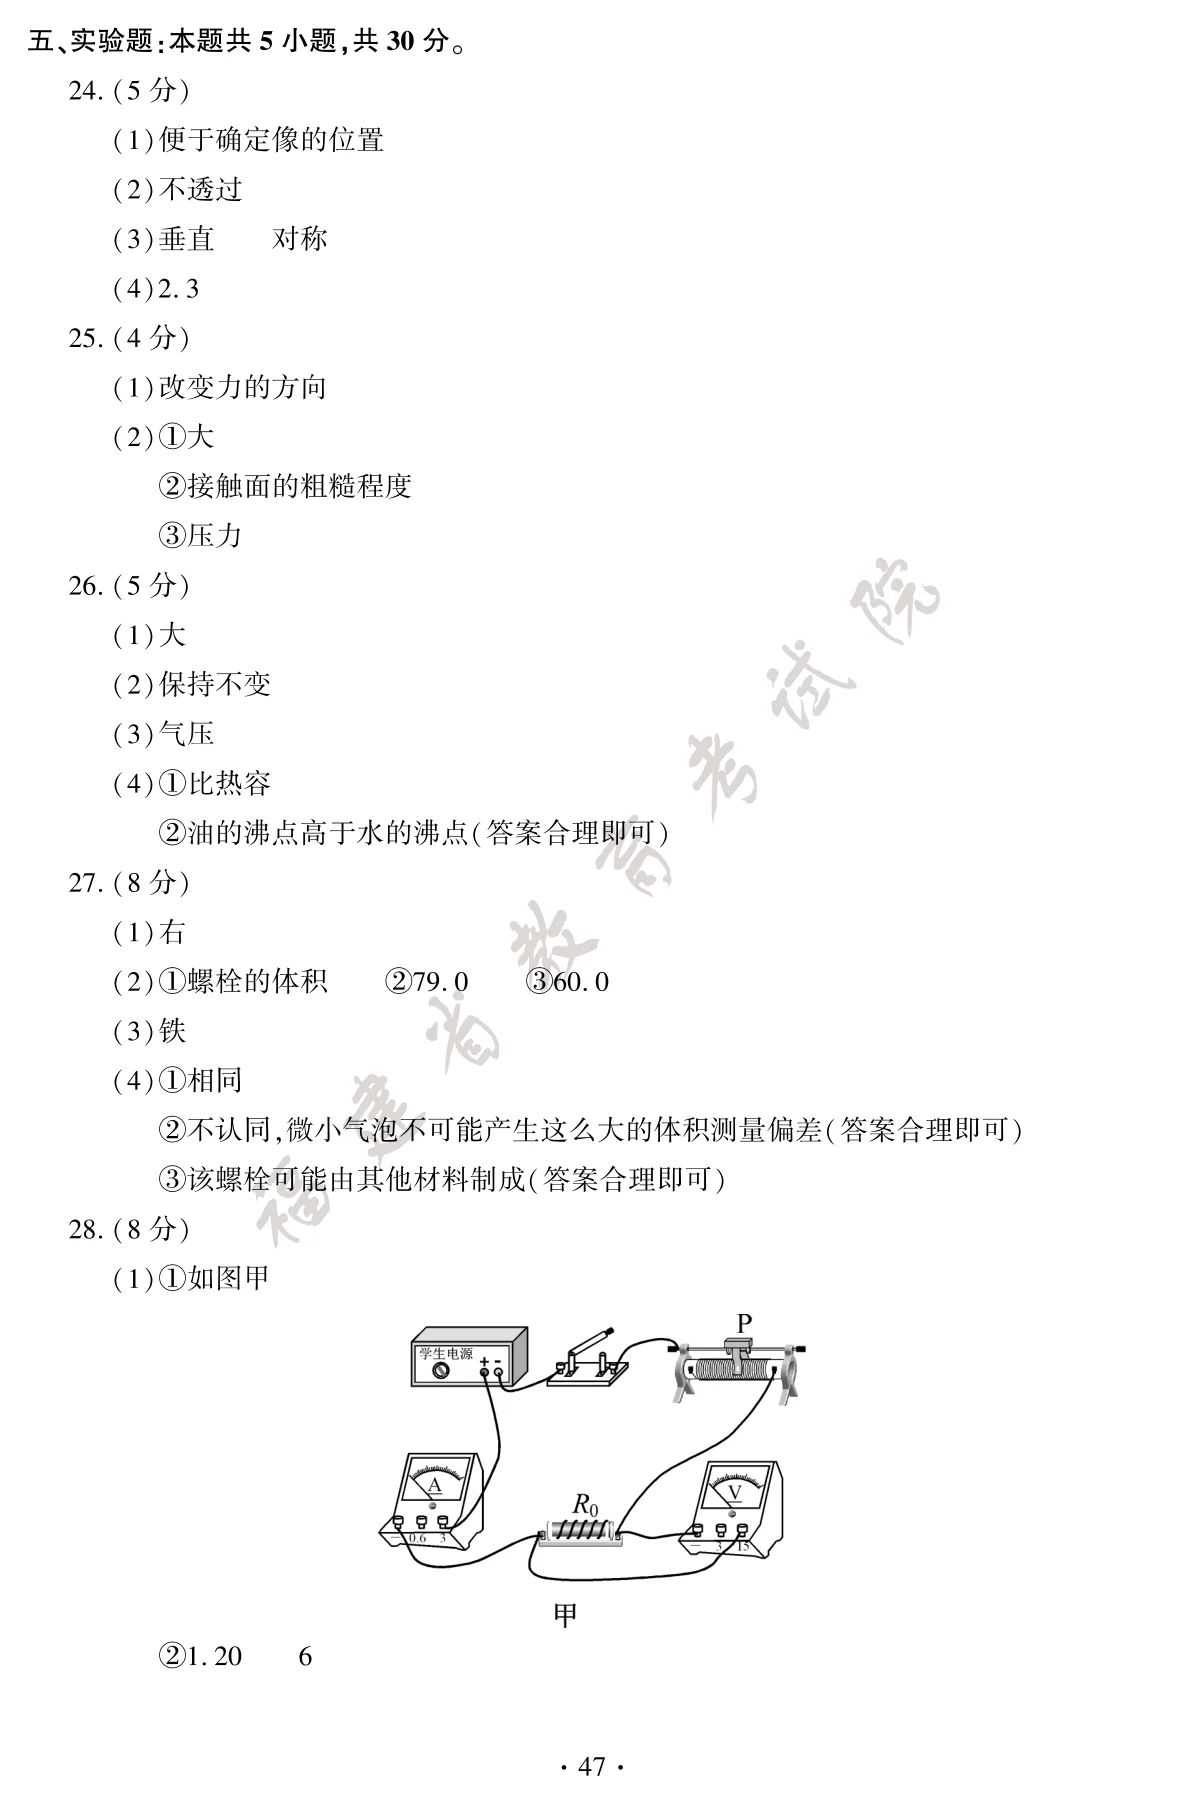 五、实验题:本题共 5 小题,共 30 分。
24. (5 分)
(1)便于确定像的位置
(2)不透过
(3)垂直 对称
(4)2.3
25. (4 分)
(1)改变力的方向
(2)①大
②接触面的粗糙程度
③压力
26. (5 分)
(1)大
(2)保持不变
(3)气压
(4)①比热容
②油的沸点高于水的沸点(答案合理即可)
27. (8 分)
(1)右
(2)①螺栓的体积 ②79.0 ③60.0
(3)铁
(4)①相同
②不认同,微小气泡不可能产生这么大的体积测量偏差(答案合理即可)
③该螺栓可能由其他材料制成(答案合理即可)
28. (8 分)
(1)①如图甲
P
学生电源
+ -
A
R0
V
- 0.6 3
- 3 15
甲
②1.20 6
· 47 ·
福建省教育考试院